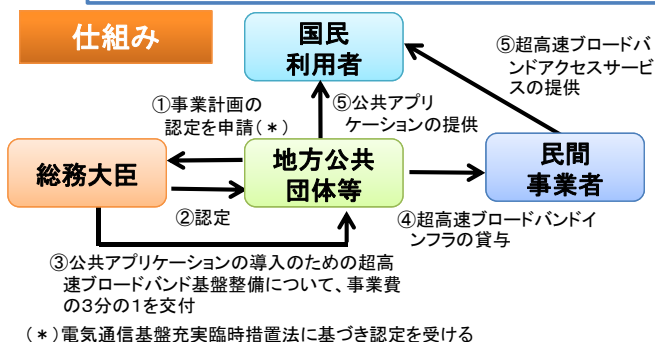 仕組み
国民
利用者
⑤超高速ブロードバ
ンドアクセスサービ
スの提供
①事業計画の
認定を申請(*)
⑤公共アプリ
ケーションの提供
総務大臣
地方公共
団体等
民間
事業者
②認定
④超高速ブロードバンドイ
ンフラの貸与
③公共アプリケーションの導入のための超高
速ブロードバンド基盤整備について、事業費
の3分の1を交付
(*)電気通信基盤充実臨時措置法に基づき認定を受ける